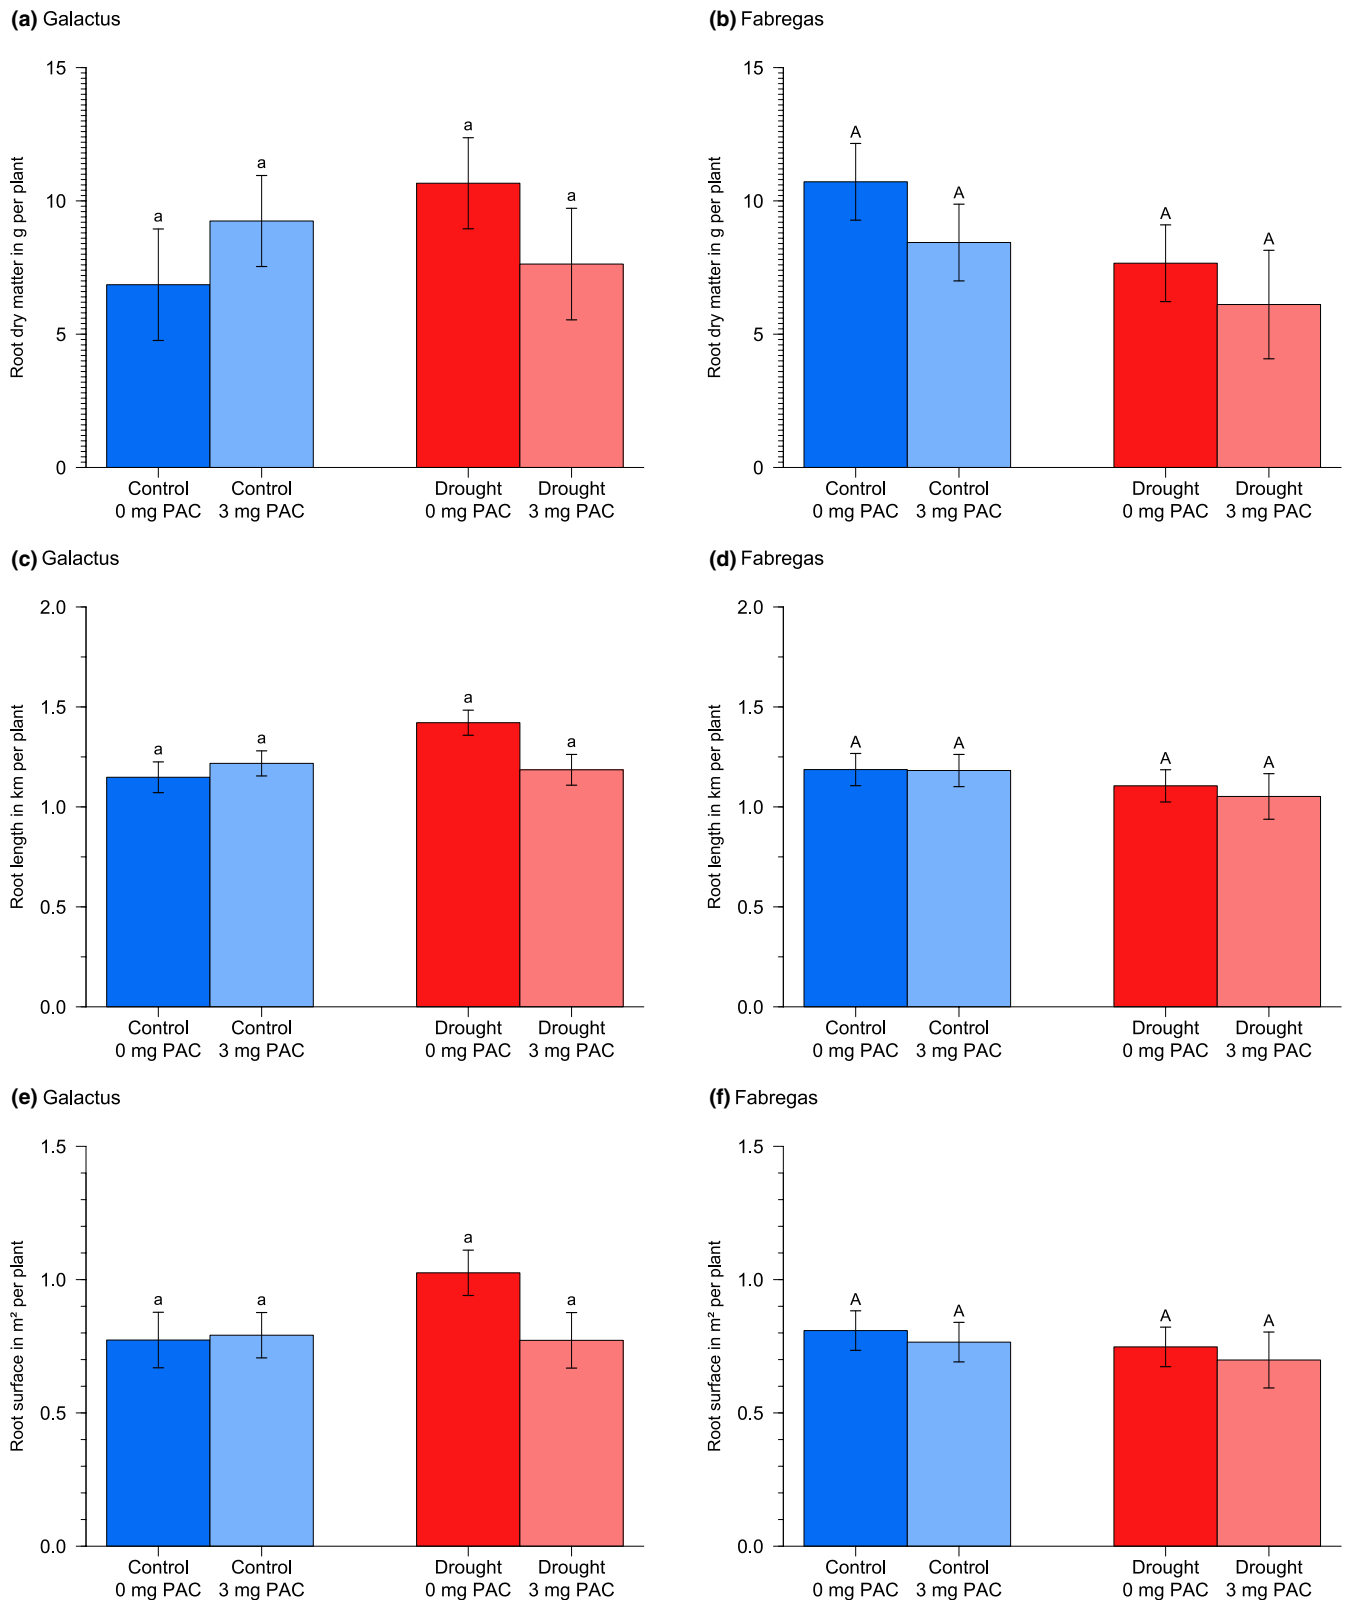 (a) Galactus
Root dry matter in g per plant
15
10
5
0
a
a
a
a
Control
0 mg PAC
Control
3 mg PAC
Drought
0 mg PAC
Drought
3 mg PAC
(b) Fabregas
Root dry matter in g per plant
15
10
5
0
A
A
A
A
Control
0 mg PAC
Control
3 mg PAC
Drought
0 mg PAC
Drought
3 mg PAC
(c) Galactus
Root length in km per plant
2.0
1.5
1.0
0.5
0.0
a
a
a
a
Control
0 mg PAC
Control
3 mg PAC
Drought
0 mg PAC
Drought
3 mg PAC
(d) Fabregas
Root length in km per plant
2.0
1.5
1.0
0.5
0.0
A
A
A
A
Control
0 mg PAC
Control
3 mg PAC
Drought
0 mg PAC
Drought
3 mg PAC
(e) Galactus
Root surface in m² per plant
1.5
1.0
0.5
0.0
a
a
a
a
Control
0 mg PAC
Control
3 mg PAC
Drought
0 mg PAC
Drought
3 mg PAC
(f) Fabregas
Root surface in m² per plant
1.5
1.0
0.5
0.0
A
A
A
A
Control
0 mg PAC
Control
3 mg PAC
Drought
0 mg PAC
Drought
3 mg PAC